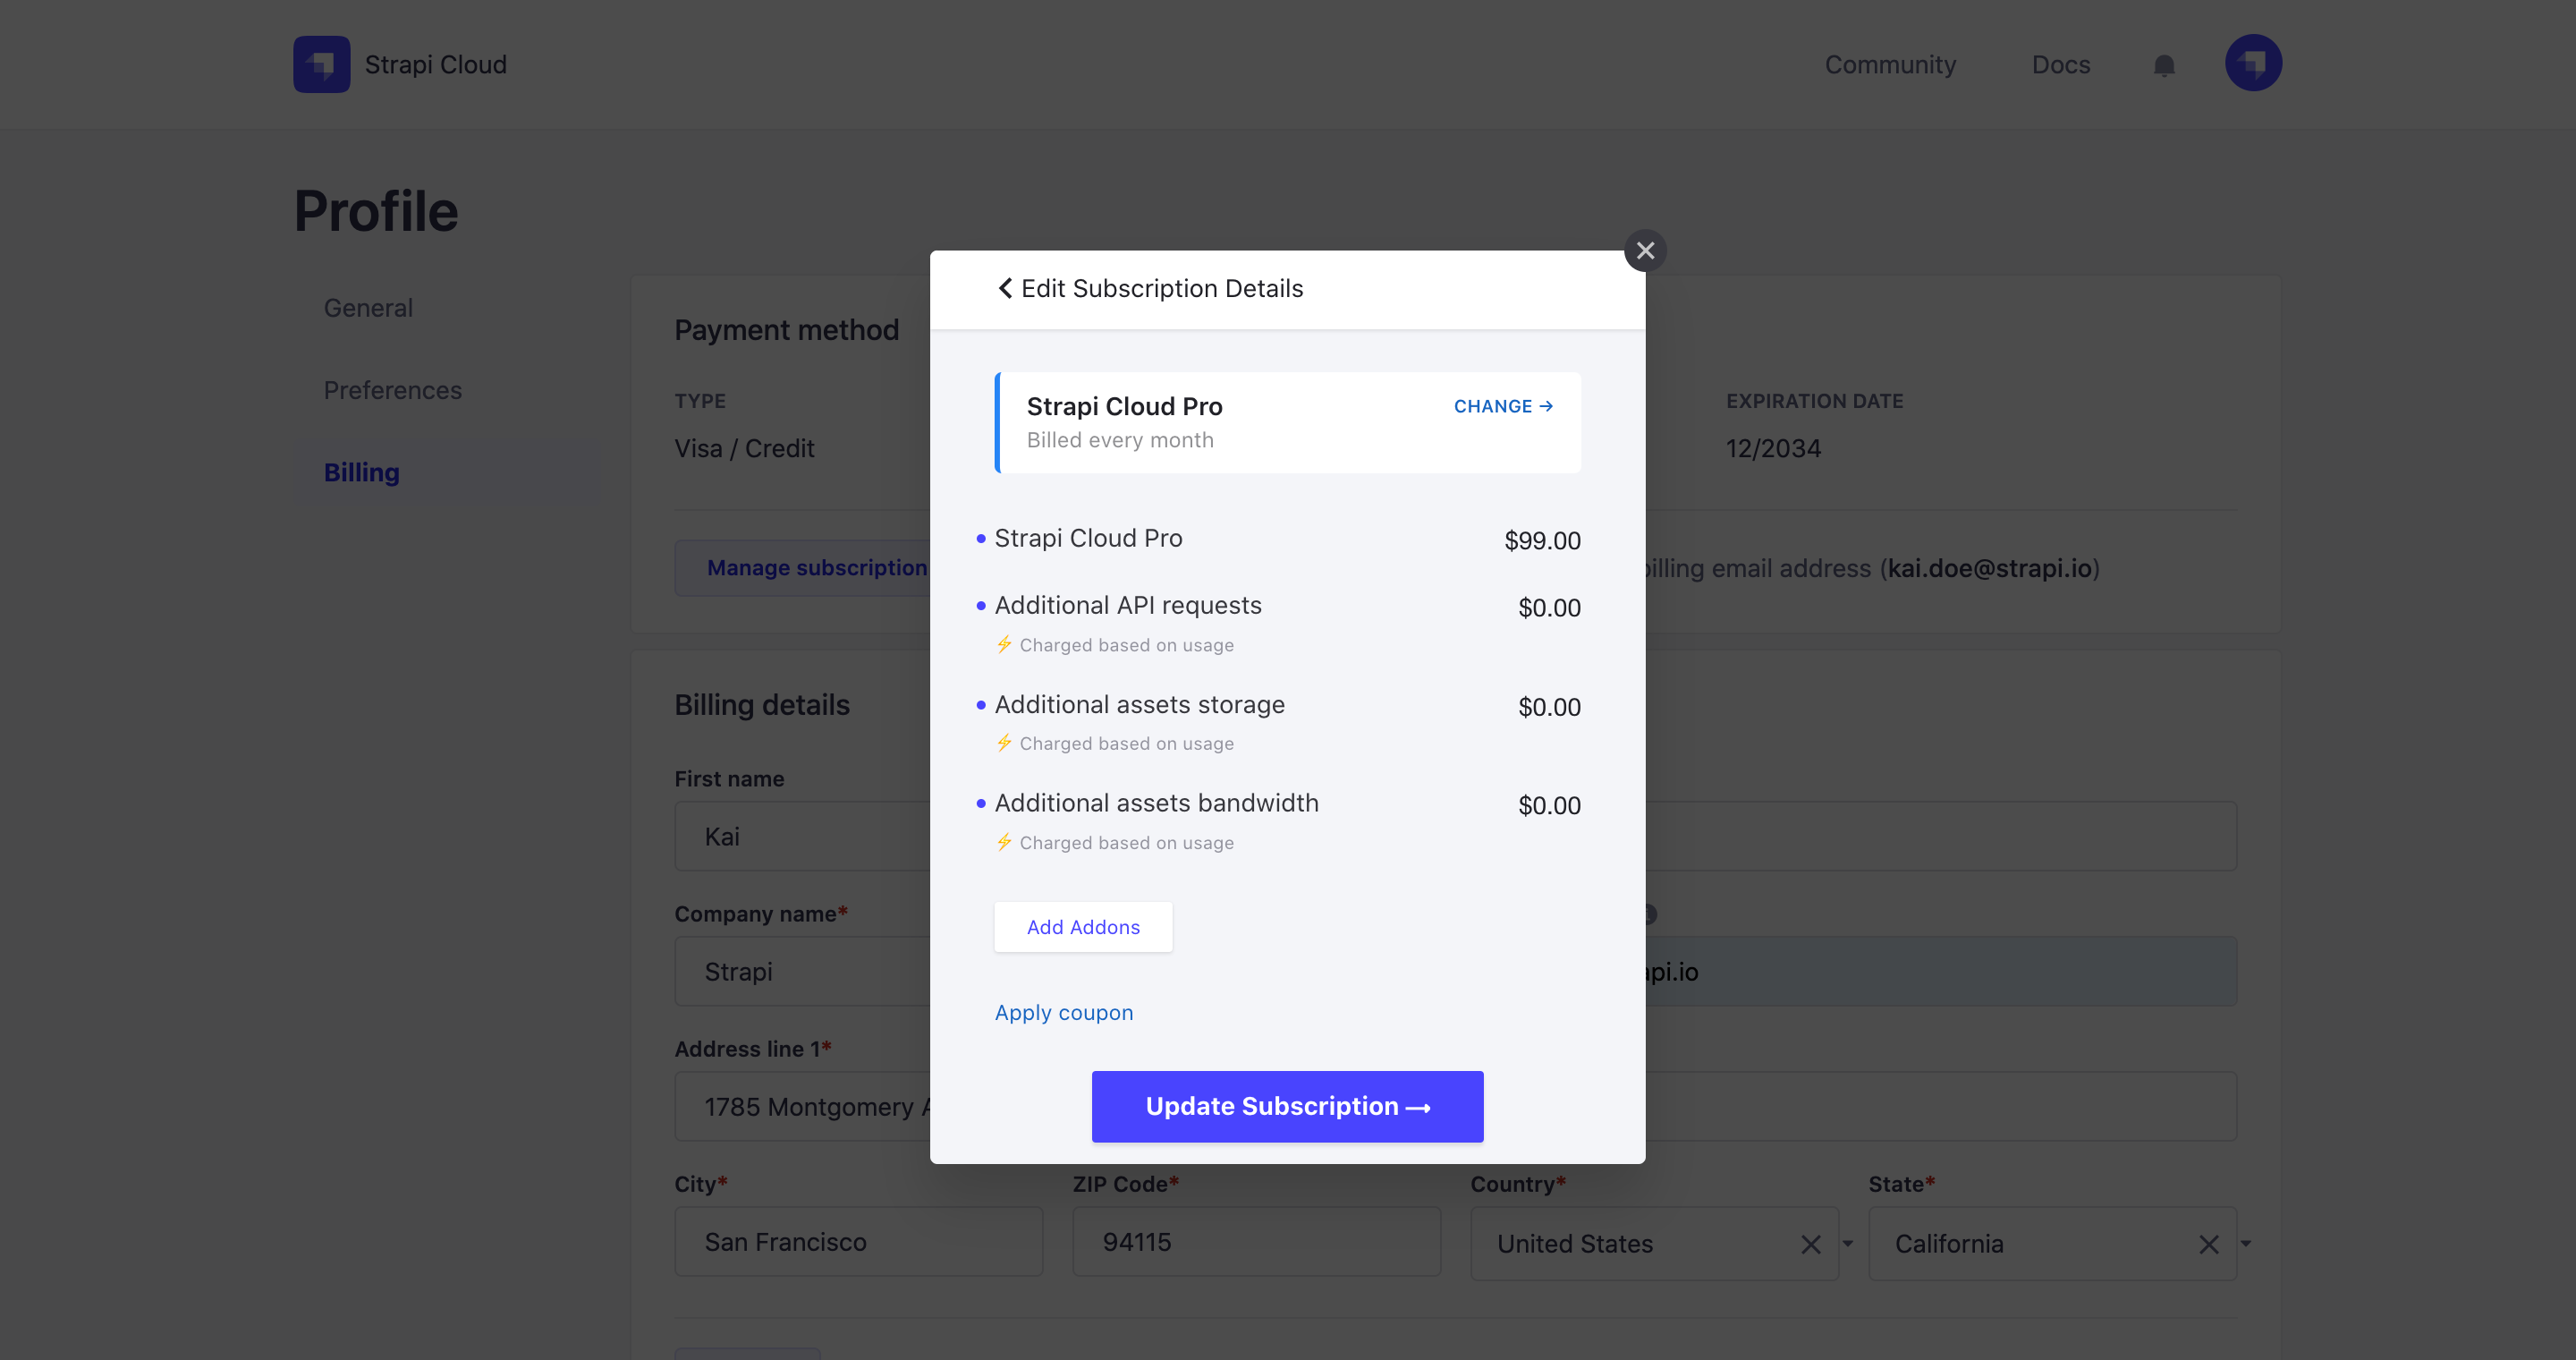 Strapi Cloud
Community
Docs
Profile
General
Preferences
Billing
Payment method
TYPE
EXPIRATION DATE
Visa / Credit
12/2034
Manage subscription
billing email address (kai.doe@strapi.io)
Billing details
First name
Kai
Company name*
Strapi
api.io
Address line 1*
1785 Montgomery A
City*
ZIP Code*
Country*
State*
San Francisco
94115
United States
California
Edit Subscription Details
Strapi Cloud Pro
CHANGE →
Billed every month
Strapi Cloud Pro
$99.00
Additional API requests
$0.00
⚡ Charged based on usage
Additional assets storage
$0.00
⚡ Charged based on usage
Additional assets bandwidth
$0.00
⚡ Charged based on usage
Add Addons
Apply coupon
Update Subscription →